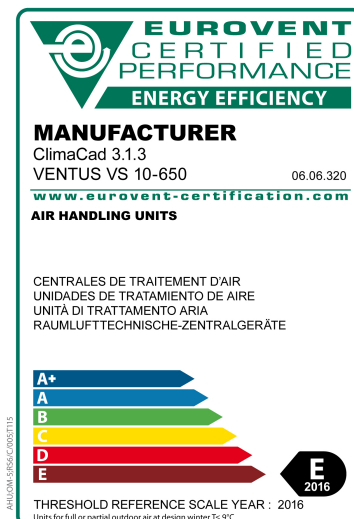 EUROVENT
CERTIFIED
PERFORMANCE
ENERGY EFFICIENCY
MANUFACTURER
ClimaCad 3.1.3
VENTUS VS 10-650 06.06.320
www.eurovent-certification.com
AIR HANDLING UNITS
CENTRALES DE TRAITEMENT D'AIR
UNIDADES DE TRATAMIENTO DE AIRE
UNITÀ DI TRATTAMENTO ARIA
RAUMLUFTTECHNISCHE-ZENTRALGERÄTE
A+
A
B
C
D
E
E
2016
AHU;OM-5;RS6/C/005;T115
THRESHOLD REFERENCE SCALE YEAR : 2016
Units for full or partial outdoor air at design winter T≤ 9°C